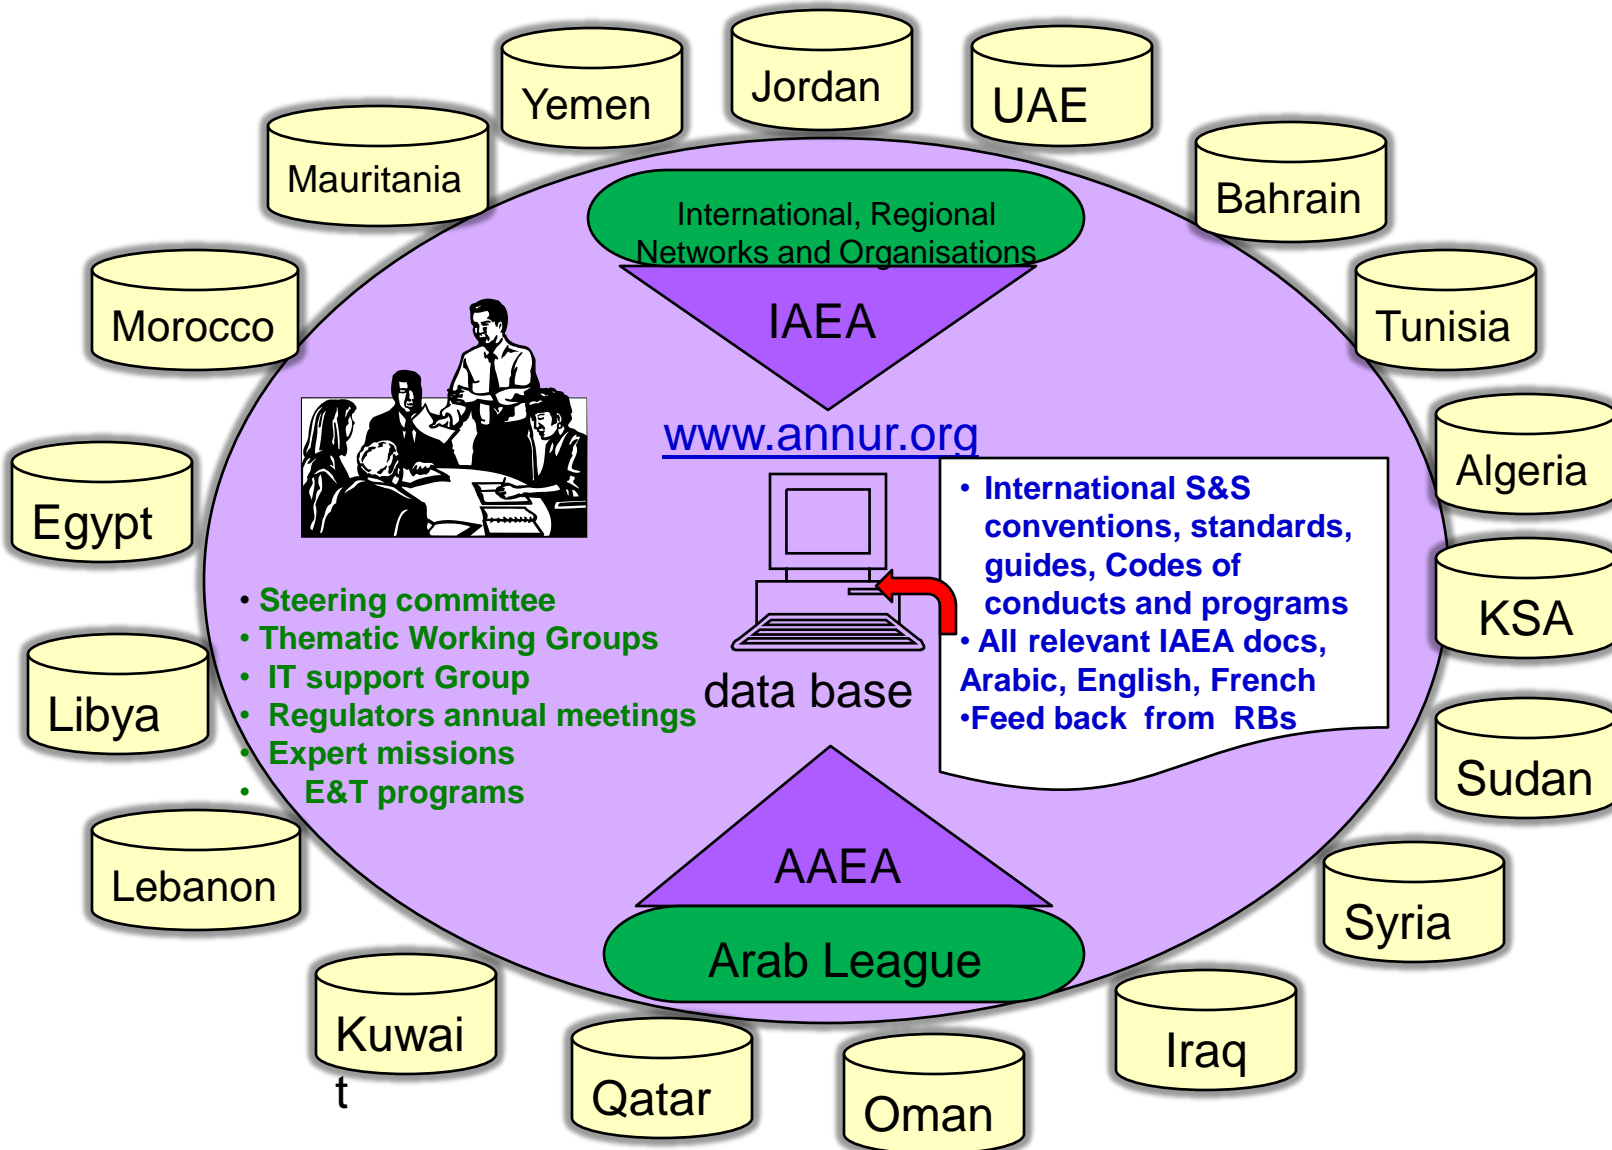 Jordan
Yemen
UAE
Mauritania
Bahrain
International, Regional
Networks and Organisations
Morocco
IAEA
Tunisia
www.annur.org
Algeria
Egypt
• International S&S
conventions, standards,
guides, Codes of
conducts and programs
• All relevant IAEA docs,
Arabic, English, French
•Feed back from RBs
• Steering committee
• Thematic Working Groups
• IT support Group
• Regulators annual meetings
• Expert missions
• E&T programs
KSA
data base
Libya
Sudan
AAEA
Lebanon
Syria
Arab League
Kuwai
t
Iraq
Qatar
Oman